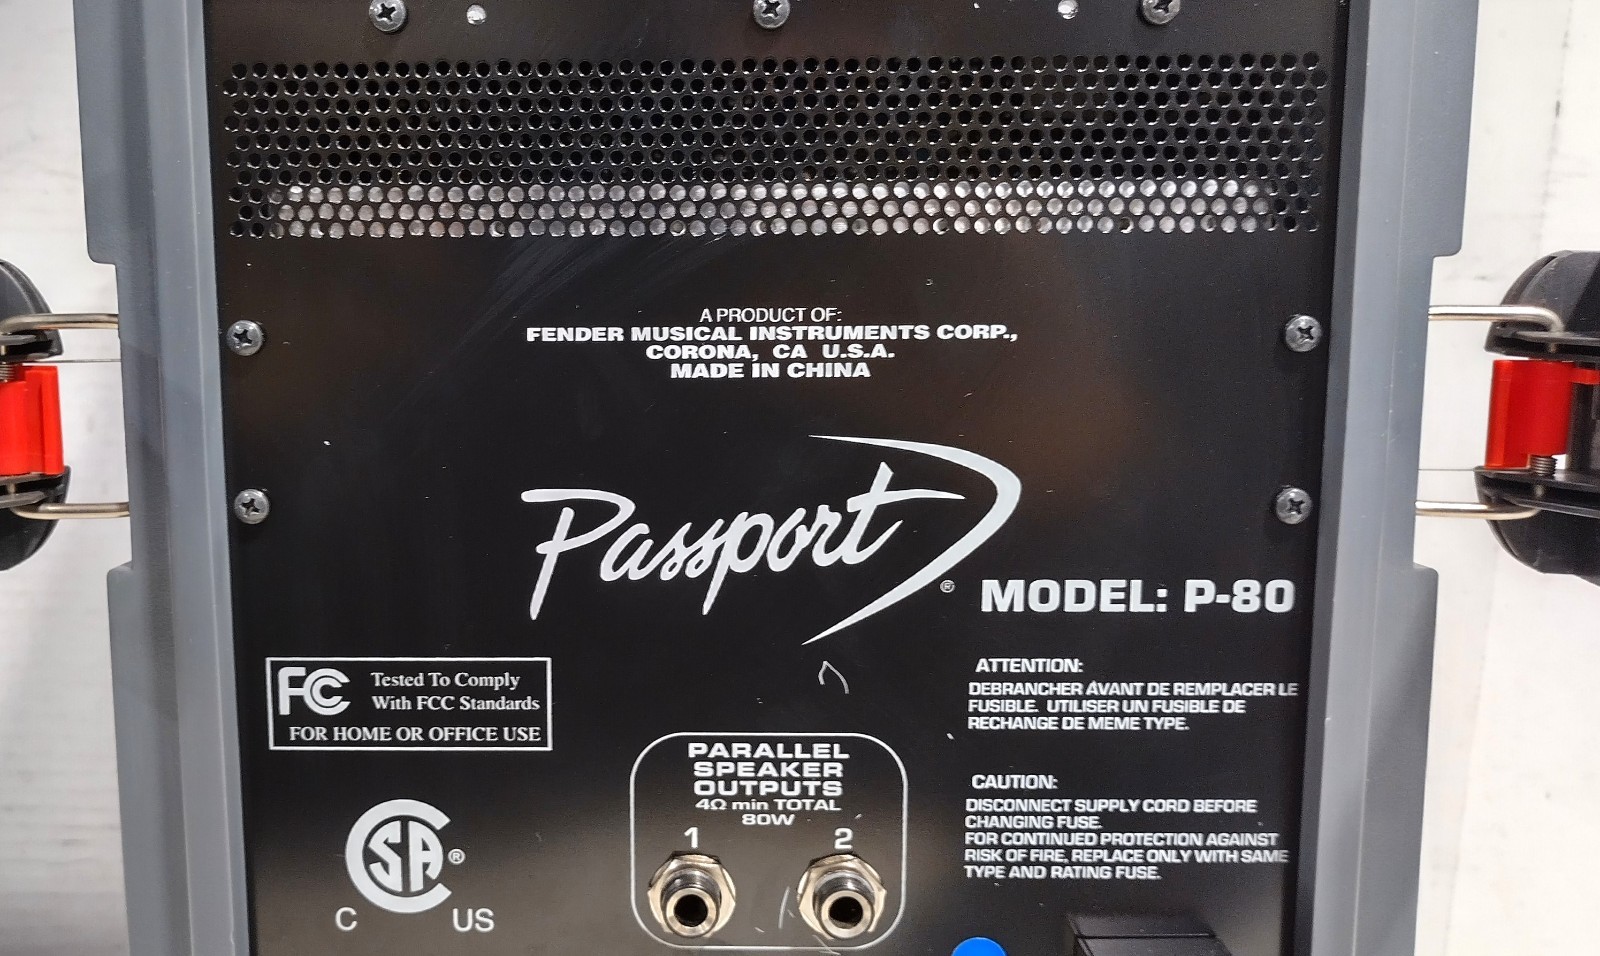 A PRODUCT OF:
FENDER MUSICAL INSTRUMENTS CORP.,
CORONA, CA U.S.A.
MADE IN CHINA
Passport ®
MODEL: P-80
FC Tested To Comply
With FCC Standards
FOR HOME OR OFFICE USE
ATTENTION:
DEBRANCHER AVANT DE REMPLACER LE
FUSIBLE. UTILISER UN FUSIBLE DE
RECHANGE DE MEME TYPE.
PARALLEL
SPEAKER
OUTPUTS
4Ω min TOTAL
80W
1 2
CAUTION:
DISCONNECT SUPPLY CORD BEFORE
CHANGING FUSE.
FOR CONTINUED PROTECTION AGAINST
RISK OF FIRE, REPLACE ONLY WITH SAME
TYPE AND RATING FUSE.
CSA ®
C US